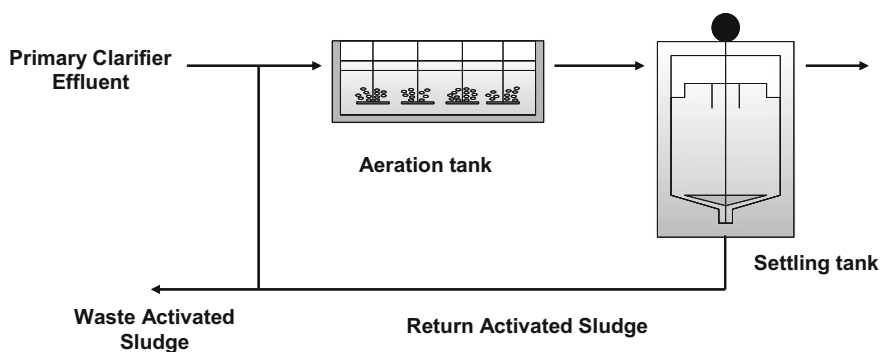 Primary Clarifier
Effluent
Aeration tank
Settling tank
Waste Activated
Sludge
Return Activated Sludge